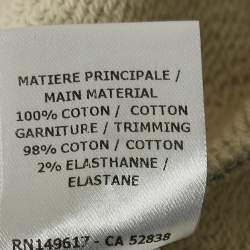 MATIERE PRINCIPALE /
MAIN MATERIAL
100% COTON / COTTON
GARNITURE / TRIMMING
98% COTON / COTTON
2% ELASTHANNE /
ELASTANE
RN149617 - CA 52838